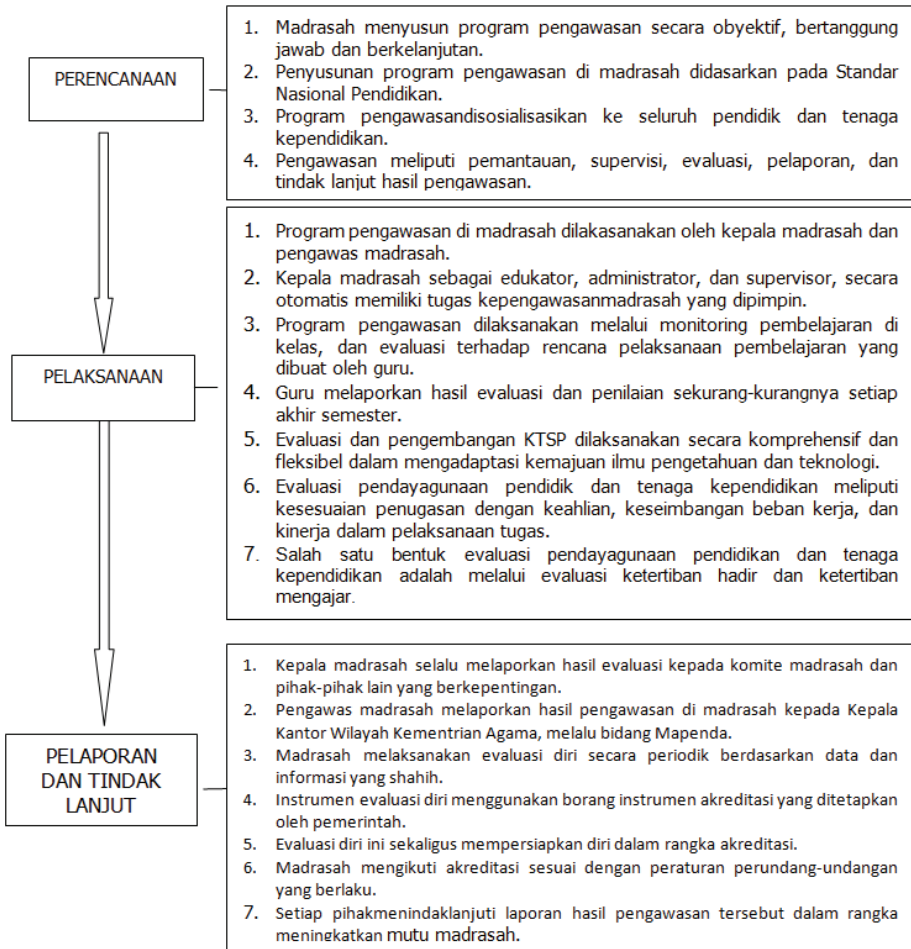 PERENCANAAN
1. Madrasah menyusun program pengawasan secara obyektif, bertanggung
jawab dan berkelanjutan.
2. Penyusunan program pengawasan di madrasah didasarkan pada Standar
Nasional Pendidikan.
3. Program pengawasandisosialisasikan ke seluruh pendidik dan tenaga
kependidikan.
4. Pengawasan meliputi pemantauan, supervisi, evaluasi, pelaporan, dan
tindak lanjut hasil pengawasan.
PELAKSANAAN
1. Program pengawasan di madrasah dilakasanakan oleh kepala madrasah dan
pengawas madrasah.
2. Kepala madrasah sebagai edukator, administrator, dan supervisor, secara
otomatis memiliki tugas kepengawasanmadrasah yang dipimpin.
3. Program pengawasan dilaksanakan melalui monitoring pembelajaran di
kelas, dan evaluasi terhadap rencana pelaksanaan pembelajaran yang
dibuat oleh guru.
4. Guru melaporkan hasil evaluasi dan penilaian sekurang-kurangnya setiap
akhir semester.
5. Evaluasi dan pengembangan KTSP dilaksanakan secara komprehensif dan
fleksibel dalam mengadaptasi kemajuan ilmu pengetahuan dan teknologi.
6. Evaluasi pendayagunaan pendidik dan tenaga kependidikan meliputi
kesesuaian penugasan dengan keahlian, keseimbangan beban kerja, dan
kinerja dalam pelaksanaan tugas.
7. Salah satu bentuk evaluasi pendayagunaan pendidikan dan tenaga
kependidikan adalah melalui evaluasi ketertiban hadir dan ketertiban
mengajar.
PELAPORAN
DAN TINDAK
LANJUT
1. Kepala madrasah selalu melaporkan hasil evaluasi kepada komite madrasah dan
pihak-pihak lain yang berkepentingan.
2. Pengawas madrasah melaporkan hasil pengawasan di madrasah kepada Kepala
Kantor Wilayah Kementrian Agama, melalu bidang Mapenda.
3. Madrasah melaksanakan evaluasi diri secara periodik berdasarkan data dan
informasi yang shahih.
4. Instrumen evaluasi diri menggunakan borang instrumen akreditasi yang ditetapkan
oleh pemerintah.
5. Evaluasi diri ini sekaligus mempersiapkan diri dalam rangka akreditasi.
6. Madrasah mengikuti akreditasi sesuai dengan peraturan perundang-undangan
yang berlaku.
7. Setiap pihakmenindaklanjuti laporan hasil pengawasan tersebut dalam rangka
meningkatkan mutu madrasah.